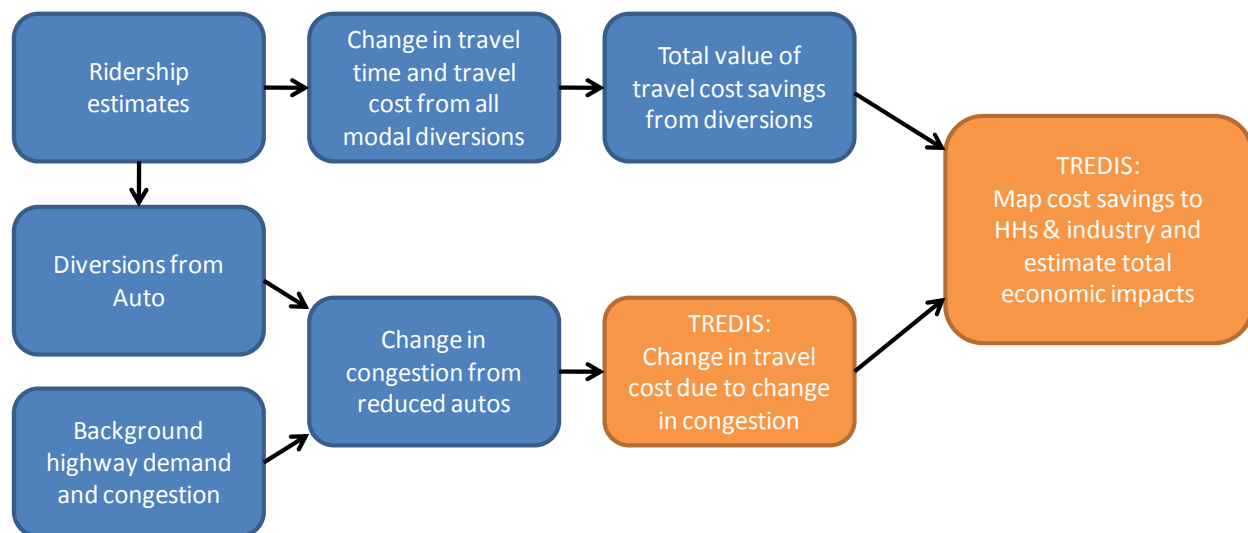 Ridership
estimates
Change in travel
time and travel
cost from all
modal diversions
Total value of
travel cost savings
from diversions
TREDIS:
Map cost savings to
HHs & industry and
estimate total
economic impacts
Diversions from
Auto
Change in
congestion from
reduced autos
TREDIS:
Change in travel
cost due to change
in congestion
Background
highway demand
and congestion